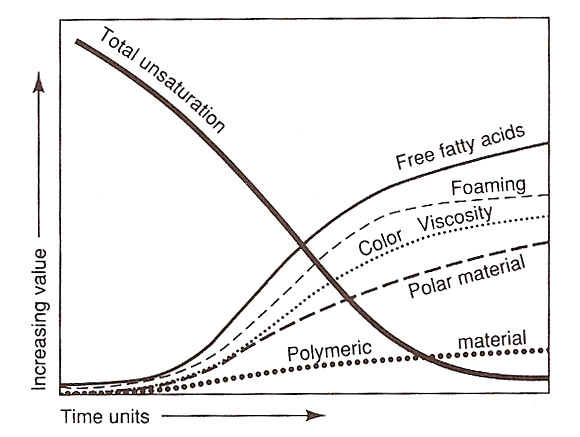 Total unsaturation
Free fatty acids
Foaming
Color Viscosity
Polar material
Polymeric material
Increasing value
Time units